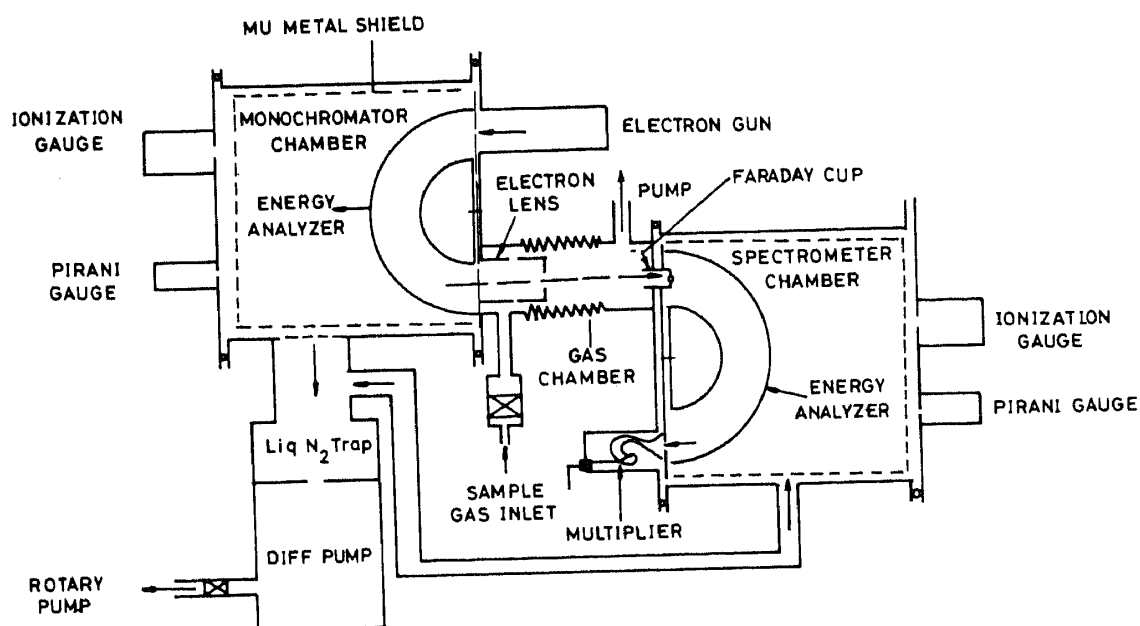 MU METAL SHIELD
IONIZATION
GAUGE
MONOCHROMATOR
CHAMBER
ELECTRON GUN
ELECTRON
LENS
PUMP
FARADAY CUP
ENERGY
ANALYZER
PIRANI
GAUGE
SPECTROMETER
CHAMBER
IONIZATION
GAUGE
GAS
CHAMBER
ENERGY
ANALYZER
PIRANI GAUGE
Liq N2 Trap
SAMPLE
GAS INLET
MULTIPLIER
DIFF PUMP
ROTARY
PUMP